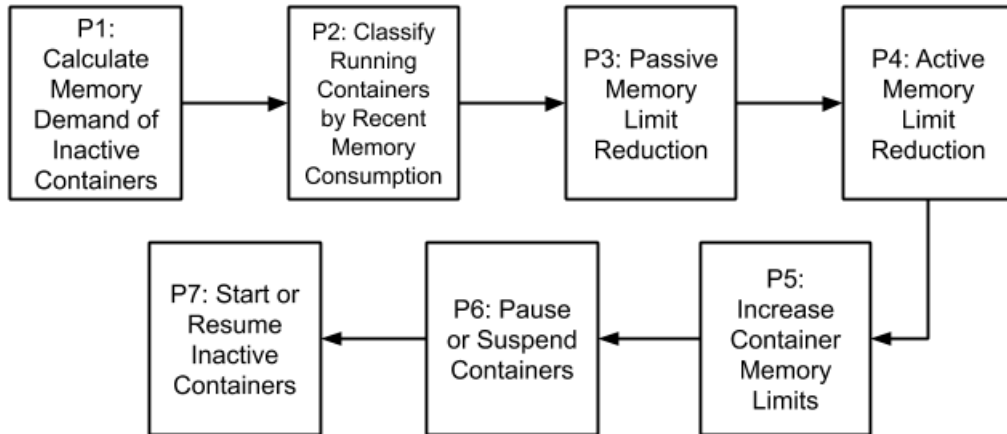 P1:
Calculate
Memory
Demand of
Inactive
Containers
P2: Classify
Running
Containers
by Recent
Memory
Consumption
P3: Passive
Memory
Limit
Reduction
P4: Active
Memory
Limit
Reduction
P5:
Increase
Container
Memory
Limits
P6: Pause
or Suspend
Containers
P7: Start or
Resume
Inactive
Containers